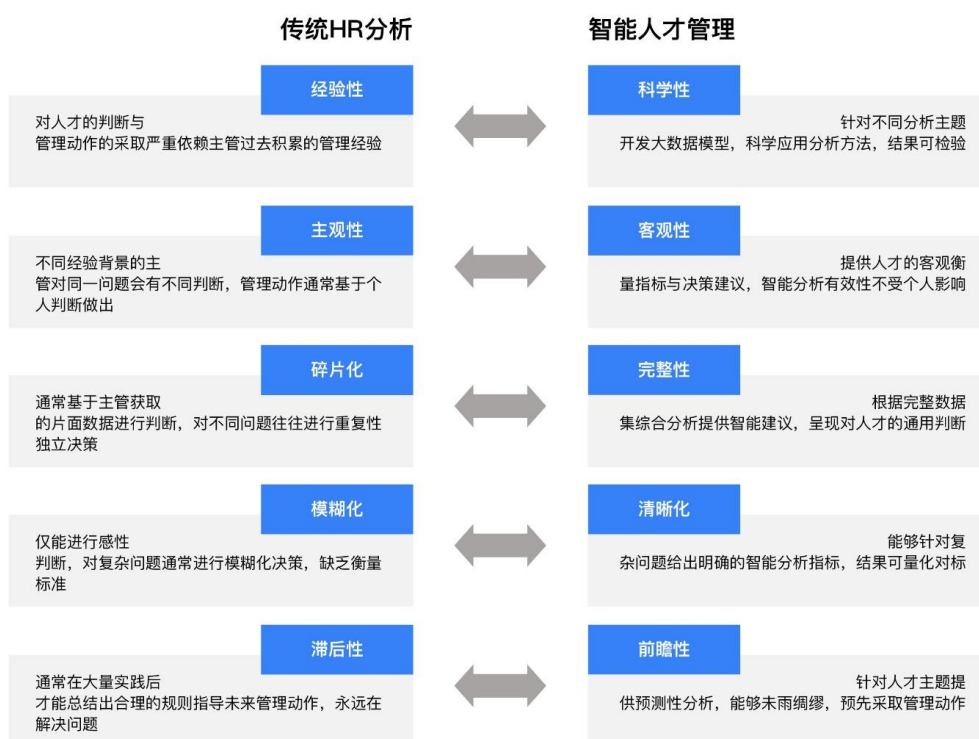 传统HR分析
智能人才管理
经验性
对人才的判断与
管理动作的采取严重依赖主管过去积累的管理经验
科学性
针对不同分析主题
开发大数据模型，科学应用分析方法，结果可检验
主观性
不同经验背景的主
管对同一问题会有不同判断，管理动作通常基于个
人判断做出
客观性
提供人才的客观衡
量指标与决策建议，智能分析有效性不受个人影响
碎片化
通常基于主管获取
的片面数据进行判断，对不同问题往往进行重复性
独立决策
完整性
根据完整数据
集综合分析提供智能建议，呈现对人才的通用判断
模糊化
仅能进行感性
判断，对复杂问题通常进行模糊化决策，缺乏衡量
标准
清晰化
能够针对复
杂问题给出明确的智能分析指标，结果可量化对标
滞后性
通常在大量实践后
才能总结出合理的规则指导未来管理动作，永远在
解决问题
前瞻性
针对人才主题提
供预测性分析，能够未雨绸缪，预先采取管理动作